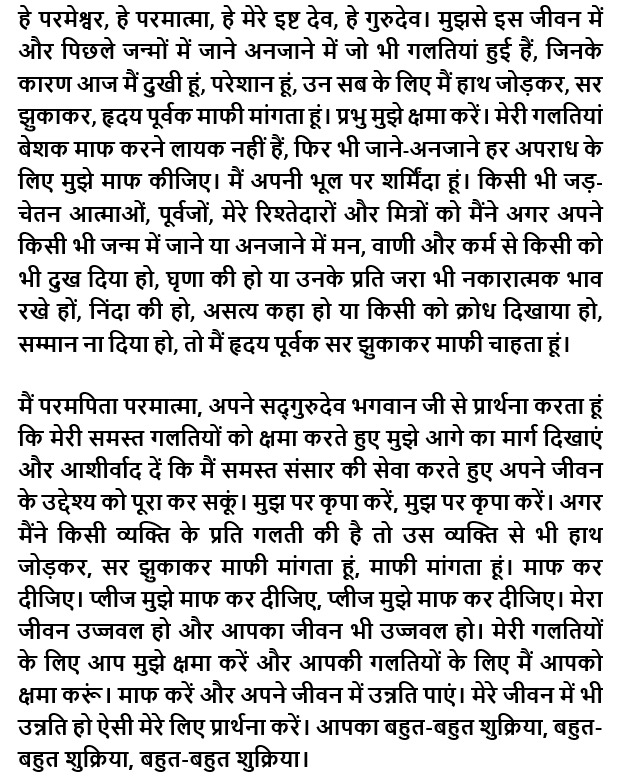 हे परमेश्वर, हे परमात्मा, हे मेरे इष्ट देव, हे गुरुदेव। मुझसे इस जीवन में
और पिछले जन्मों में जाने अनजाने में जो भी गलतियां हुई हैं, जिनके
कारण आज मैं दुखी हूं, परेशान हूं, उन सब के लिए मैं हाथ जोड़कर, सर
झुकाकर, हृदय पूर्वक माफी मांगता हूं। प्रभु मुझे क्षमा करें। मेरी गलतियां
बेशक माफ करने लायक नहीं हैं, फिर भी जाने-अनजाने हर अपराध के
लिए मुझे माफ कीजिए। मैं अपनी भूल पर शर्मिंदा हूं। किसी भी जड़-
चेतन आत्माओं, पूर्वजों, मेरे रिश्तेदारों और मित्रों को मैंने अगर अपने
किसी भी जन्म में जाने या अनजाने में मन, वाणी और कर्म से किसी को
भी दुख दिया हो, घृणा की हो या उनके प्रति जरा भी नकारात्मक भाव
रखे हों, निंदा की हो, असत्य कहा हो या किसी को क्रोध दिखाया हो,
सम्मान ना दिया हो, तो मैं हृदय पूर्वक सर झुकाकर माफी चाहता हूं।

मैं परमपिता परमात्मा, अपने सद्गुरुदेव भगवान जी से प्रार्थना करता हूं
कि मेरी समस्त गलतियों को क्षमा करते हुए मुझे आगे का मार्ग दिखाएं
और आशीर्वाद दें कि मैं समस्त संसार की सेवा करते हुए अपने जीवन
के उद्देश्य को पूरा कर सकूं। मुझ पर कृपा करें, मुझ पर कृपा करें। अगर
मैंने किसी व्यक्ति के प्रति गलती की है तो उस व्यक्ति से भी हाथ
जोड़कर, सर झुकाकर माफी मांगता हूं, माफी मांगता हूं। माफ कर
दीजिए। प्लीज मुझे माफ कर दीजिए, प्लीज मुझे माफ कर दीजिए। मेरा
जीवन उज्जवल हो और आपका जीवन भी उज्जवल हो। मेरी गलतियों
के लिए आप मुझे क्षमा करें और आपकी गलतियों के लिए मैं आपको
क्षमा करूं। माफ करें और अपने जीवन में उन्नति पाएं। मेरे जीवन में भी
उन्नति हो ऐसी मेरे लिए प्रार्थना करें। आपका बहुत-बहुत शुक्रिया, बहुत-
बहुत शुक्रिया, बहुत-बहुत शुक्रिया।